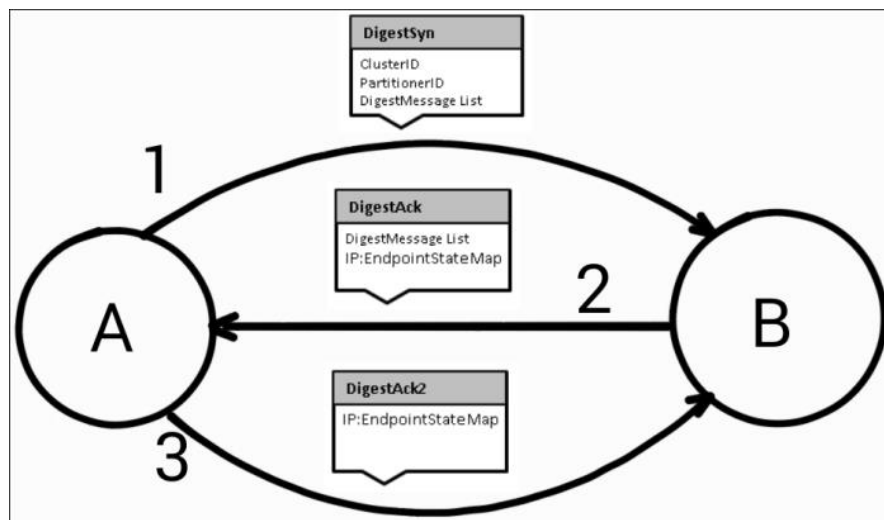 DigestSyn
ClusterID
PartitionerID
DigestMessage List
1
DigestAck
DigestMessage List
IP:EndpointStateMap
2
A
B
DigestAck2
IP:EndpointStateMap
3